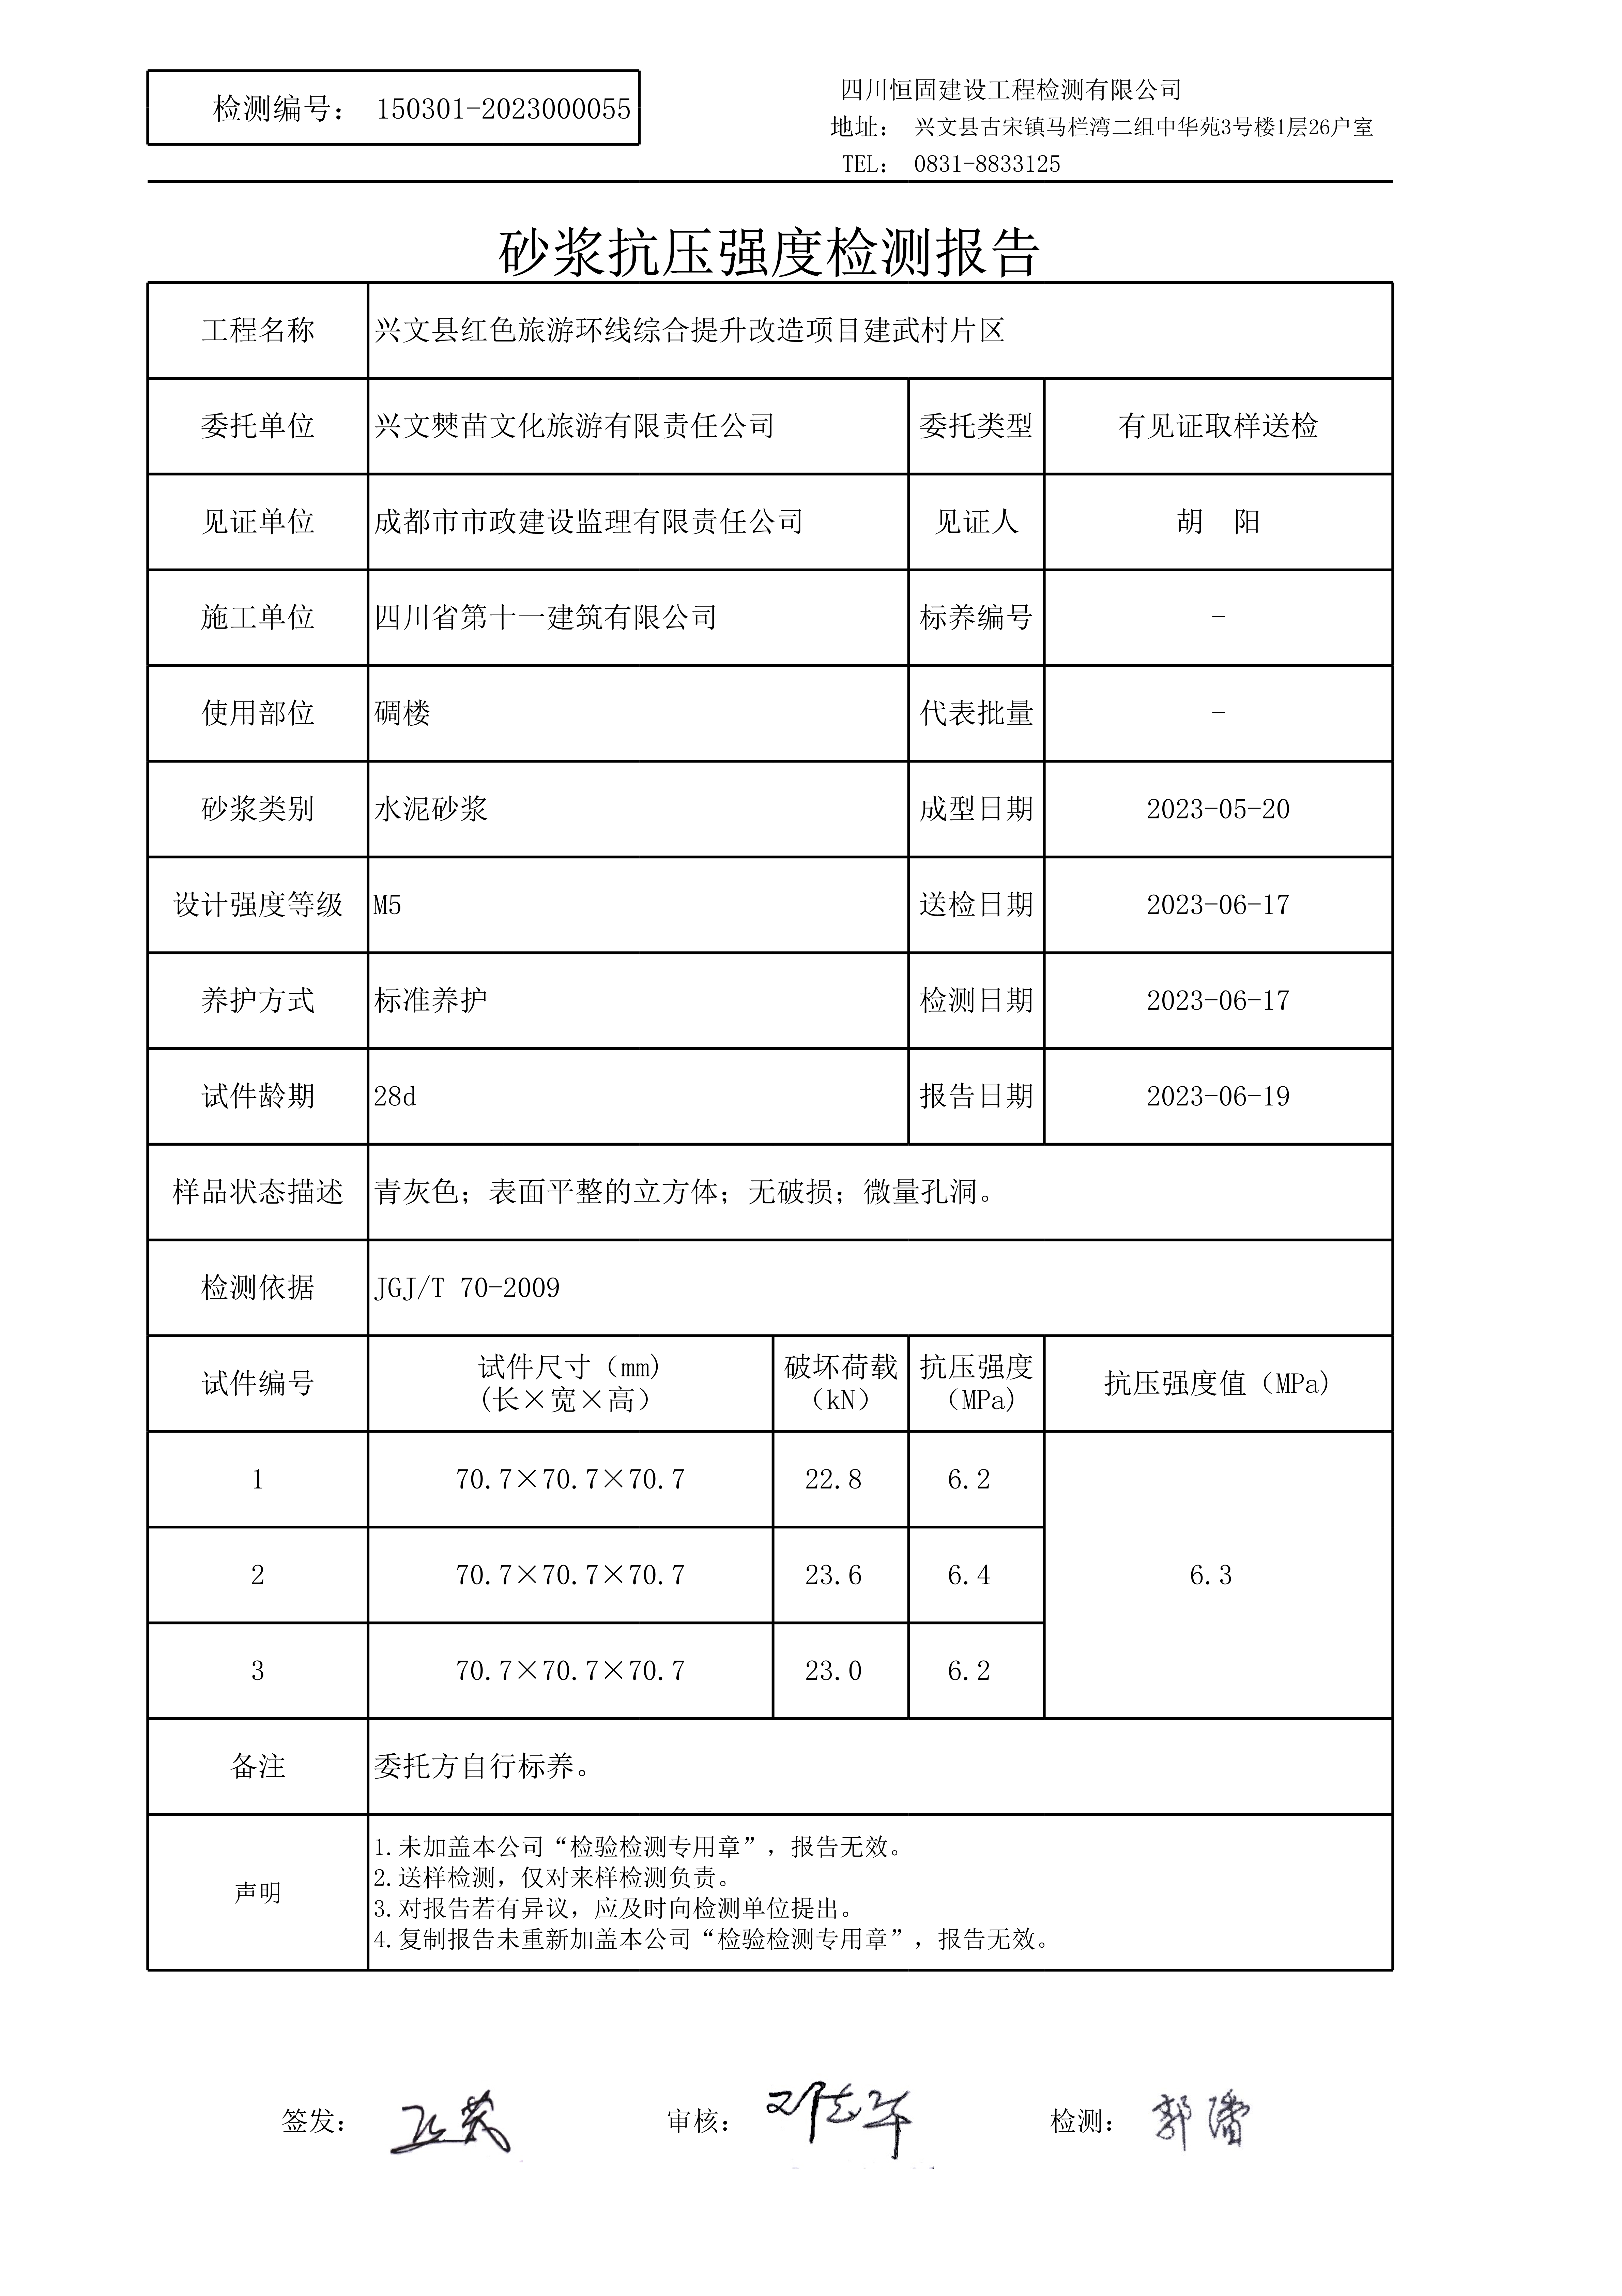 检测编号： 150301-2023000055
四川恒固建设工程检测有限公司
地址： 兴文县古宋镇马栏湾二组中华苑3号楼1层26户室
TEL： 0831-8833125
砂浆抗压强度检测报告
工程名称 兴文县红色旅游环线综合提升改造项目建武村片区
委托单位 兴文僰苗文化旅游有限责任公司 委托类型 有见证取样送检
见证单位 成都市市政建设监理有限责任公司 见证人 胡 阳
施工单位 四川省第十一建筑有限公司 标养编号 -
使用部位 碉楼 代表批量 -
砂浆类别 水泥砂浆 成型日期 2023-05-20
设计强度等级 M5 送检日期 2023-06-17
养护方式 标准养护 检测日期 2023-06-17
试件龄期 28d 报告日期 2023-06-19
样品状态描述 青灰色；表面平整的立方体；无破损；微量孔洞。
检测依据 JGJ/T 70-2009
试件编号 试件尺寸（mm)(长×宽×高） 破坏荷载（kN） 抗压强度（MPa) 抗压强度值（MPa)
1 70.7×70.7×70.7 22.8 6.2
2 70.7×70.7×70.7 23.6 6.4 6.3
3 70.7×70.7×70.7 23.0 6.2
备注 委托方自行标养。
声明
1.未加盖本公司“检验检测专用章”，报告无效。
2.送样检测，仅对来样检测负责。
3.对报告若有异议，应及时向检测单位提出。
4.复制报告未重新加盖本公司“检验检测专用章”，报告无效。
签发： 审核： 检测：